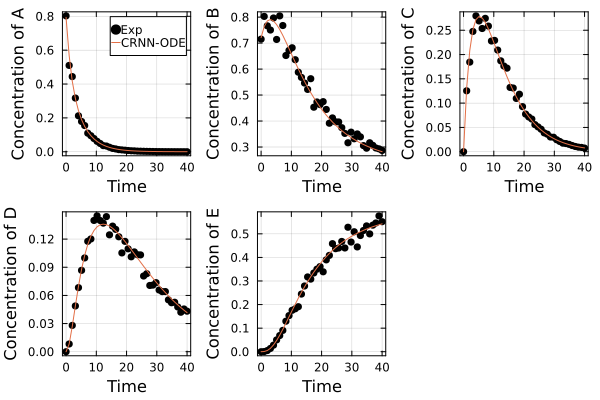 Concentration of A
0.8
0.6
0.4
0.2
0.0
0 10 20 30 40
Time
Exp
CRNN-ODE
Concentration of B
0.8
0.7
0.6
0.5
0.4
0.3
0 10 20 30 40
Time
Concentration of C
0.25
0.20
0.15
0.10
0.05
0.00
0 10 20 30 40
Time
Concentration of D
0.12
0.09
0.06
0.03
0.00
0 10 20 30 40
Time
Concentration of E
0.5
0.4
0.3
0.2
0.1
0.0
0 10 20 30 40
Time